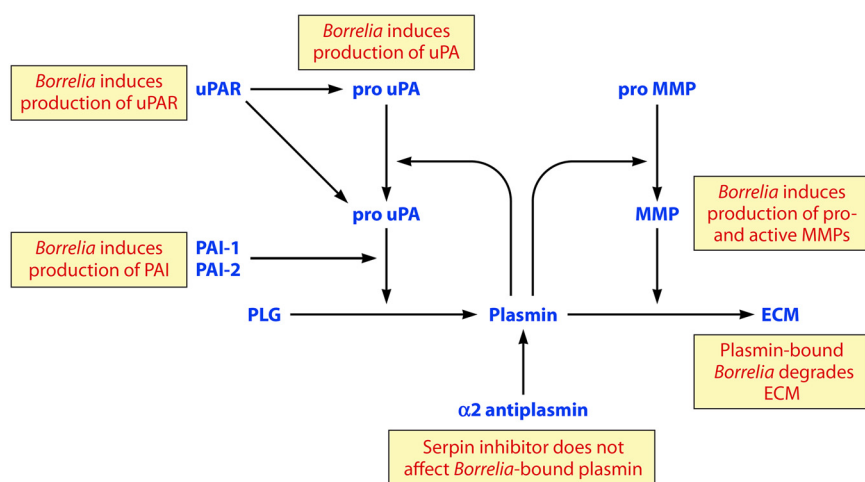 Borrelia induces
production of uPA
Borrelia induces
production of uPAR
uPAR
pro uPA
pro MMP
pro uPA
MMP
Borrelia induces
production of pro-
and active MMPs
Borrelia induces
production of PAI
PAI-1
PAI-2
PLG
Plasmin
ECM
Plasmin-bound
Borrelia degrades
ECM
α2 antiplasmin
Serpin inhibitor does not
affect Borrelia-bound plasmin